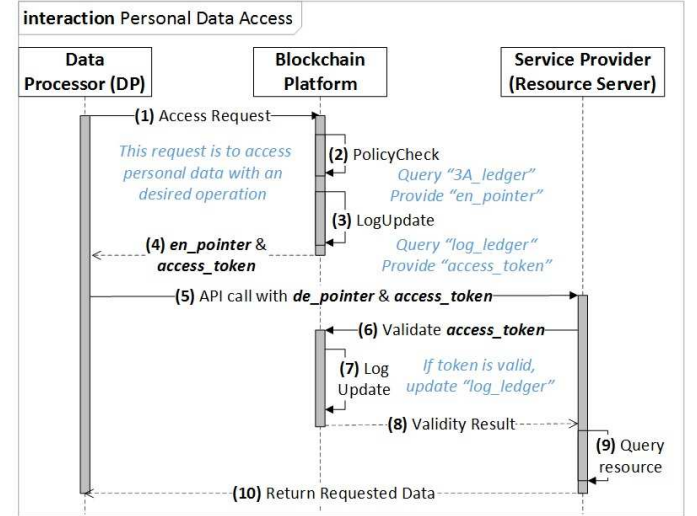 interaction Personal Data Access
Data
Processor (DP)
Blockchain
Platform
Service Provider
(Resource Server)
(1) Access Request
This request is to access
personal data with an
desired operation
(2) PolicyCheck
Query “3A_ledger”
Provide “en_pointer”
(3) LogUpdate
Query “log_ledger”
Provide “access_token”
(4) en_pointer &
access_token
(5) API call with de_pointer & access_token
(6) Validate access_token
(7) Log
Update
If token is valid,
update “log_ledger”
(8) Validity Result
(9) Query
resource
(10) Return Requested Data